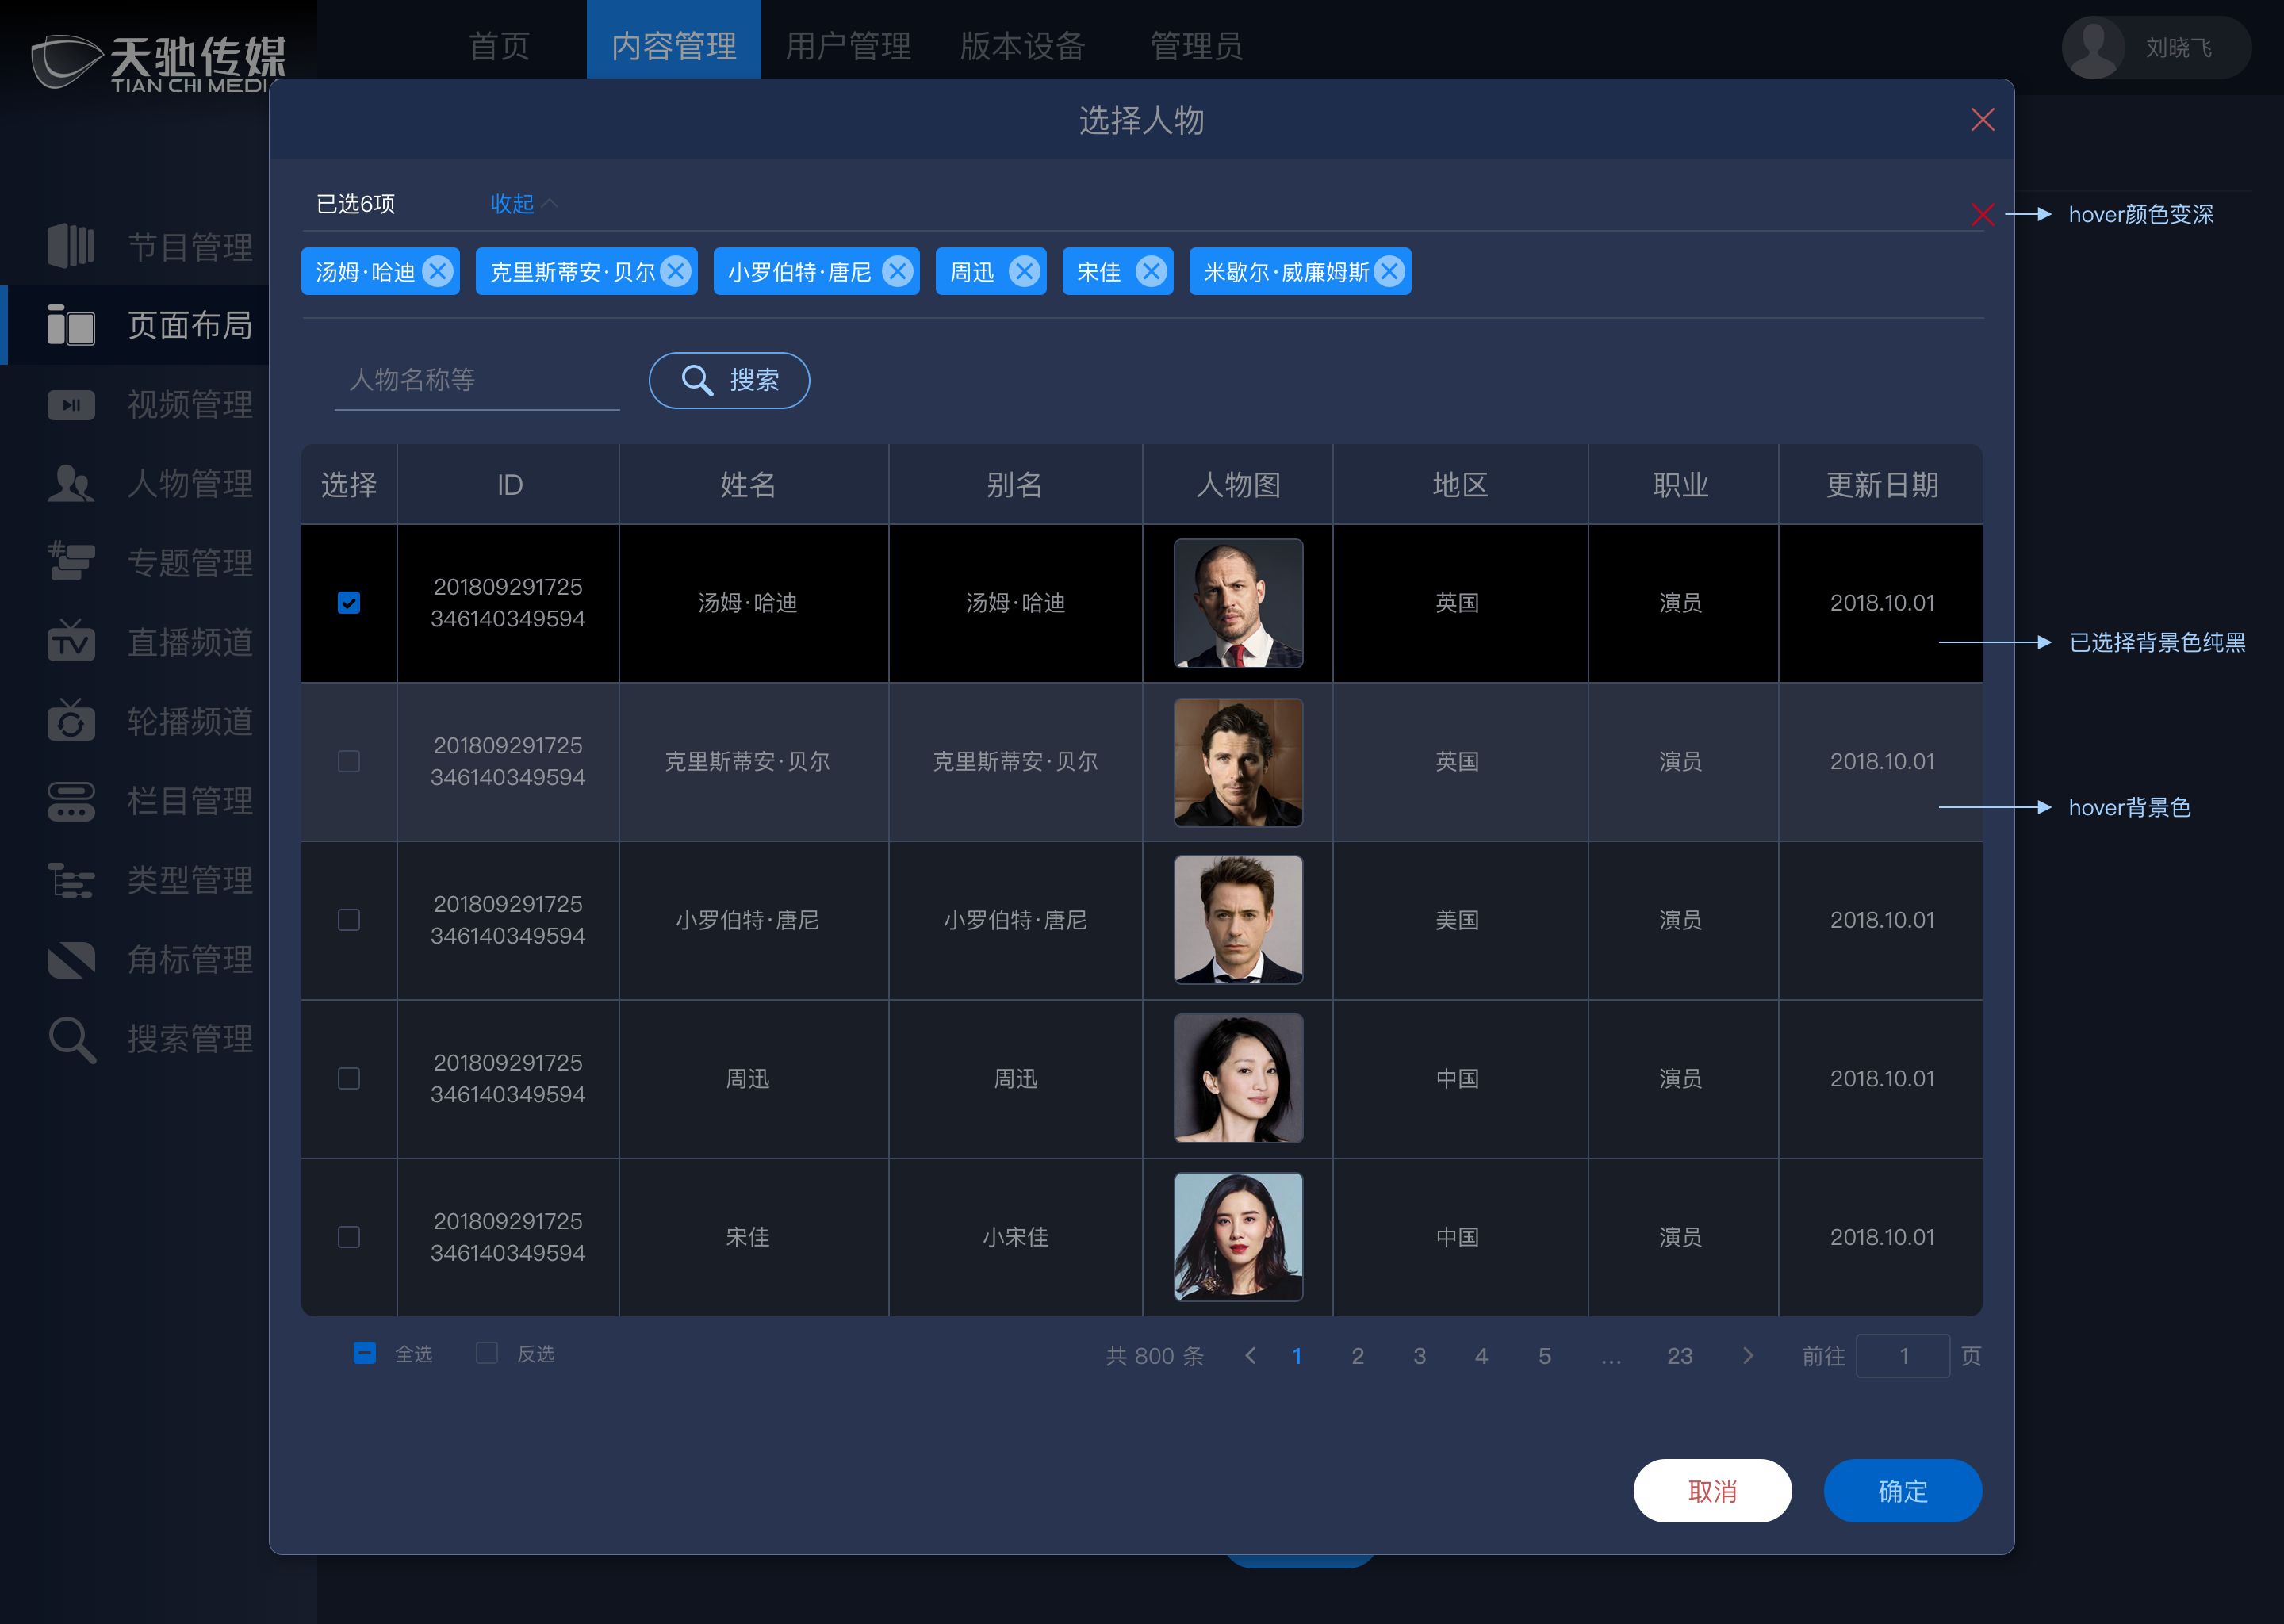 天驰传媒
TIAN CHI MEDI
首页 内容管理 用户管理 版本设备 管理员
刘晓飞
节目管理
页面布局
视频管理
人物管理
专题管理
直播频道
轮播频道
栏目管理
类型管理
角标管理
搜索管理
选择人物
已选6项 收起
hover颜色变深
汤姆·哈迪 克里斯蒂安·贝尔 小罗伯特·唐尼 周迅 宋佳 米歇尔·威廉姆斯
人物名称等 搜索
选择 ID 姓名 别名 人物图 地区 职业 更新日期
201809291725
346140349594
汤姆·哈迪 汤姆·哈迪 英国 演员 2018.10.01
已选择背景色纯黑
201809291725
346140349594
克里斯蒂安·贝尔 克里斯蒂安·贝尔 英国 演员 2018.10.01
hover背景色
201809291725
346140349594
小罗伯特·唐尼 小罗伯特·唐尼 美国 演员 2018.10.01
201809291725
346140349594
周迅 周迅 中国 演员 2018.10.01
201809291725
346140349594
宋佳 小宋佳 中国 演员 2018.10.01
全选 反选 共 800 条 1 2 3 4 5 ... 23 前往 1 页
取消 确定
TV